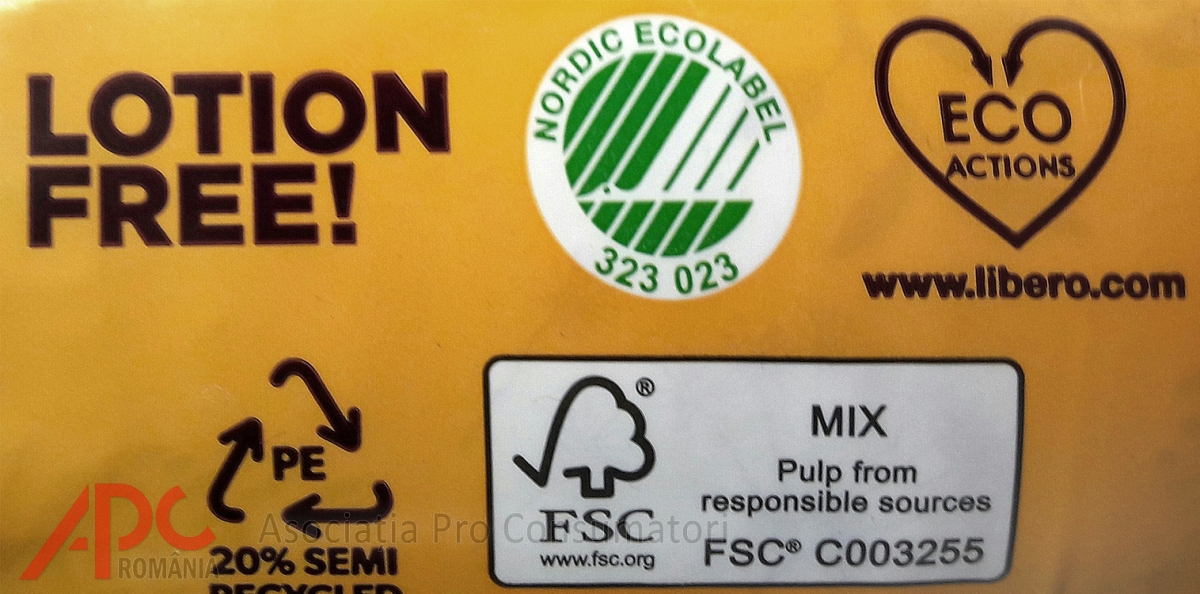 LOTION
FREE!
NORDIC ECOLABEL
323 023
ECO
ACTIONS
www.libero.com
PE
20% SEMI
RECYCLED
®
FSC
www.fsc.org
MIX
Pulp from
responsible sources
FSC® C003255
APC
ROMÂNIA
Asociatia Pro Consumatori